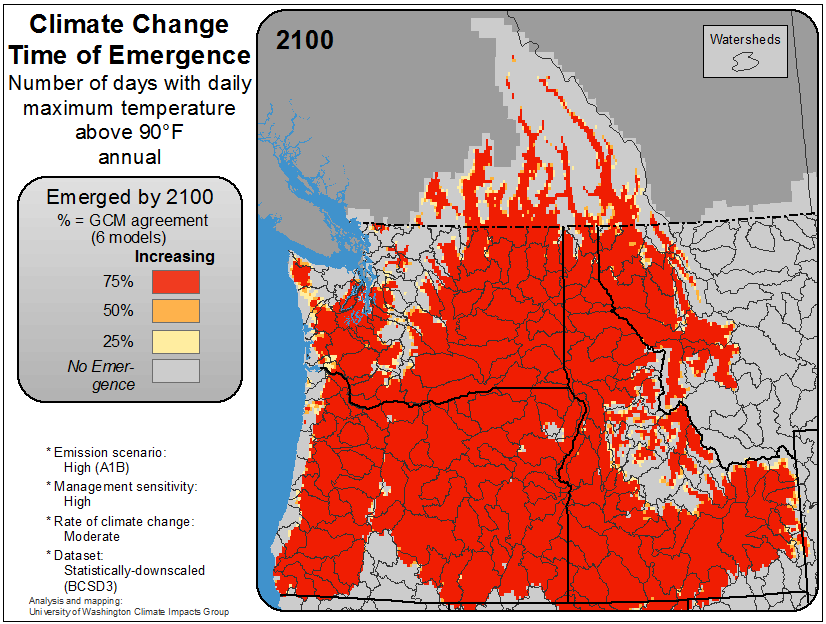 Climate Change
Time of Emergence
Number of days with daily
maximum temperature
above 90°F
annual
Emerged by 2100
% = GCM agreement
(6 models)
Increasing
75%
50%
25%
No Emer-
gence
* Emission scenario:
High (A1B)
* Management sensitivity:
High
* Rate of climate change:
Moderate
* Dataset:
Statistically-downscaled
(BCSD3)
Analysis and mapping:
University of Washington Climate Impacts Group
2100
Watersheds